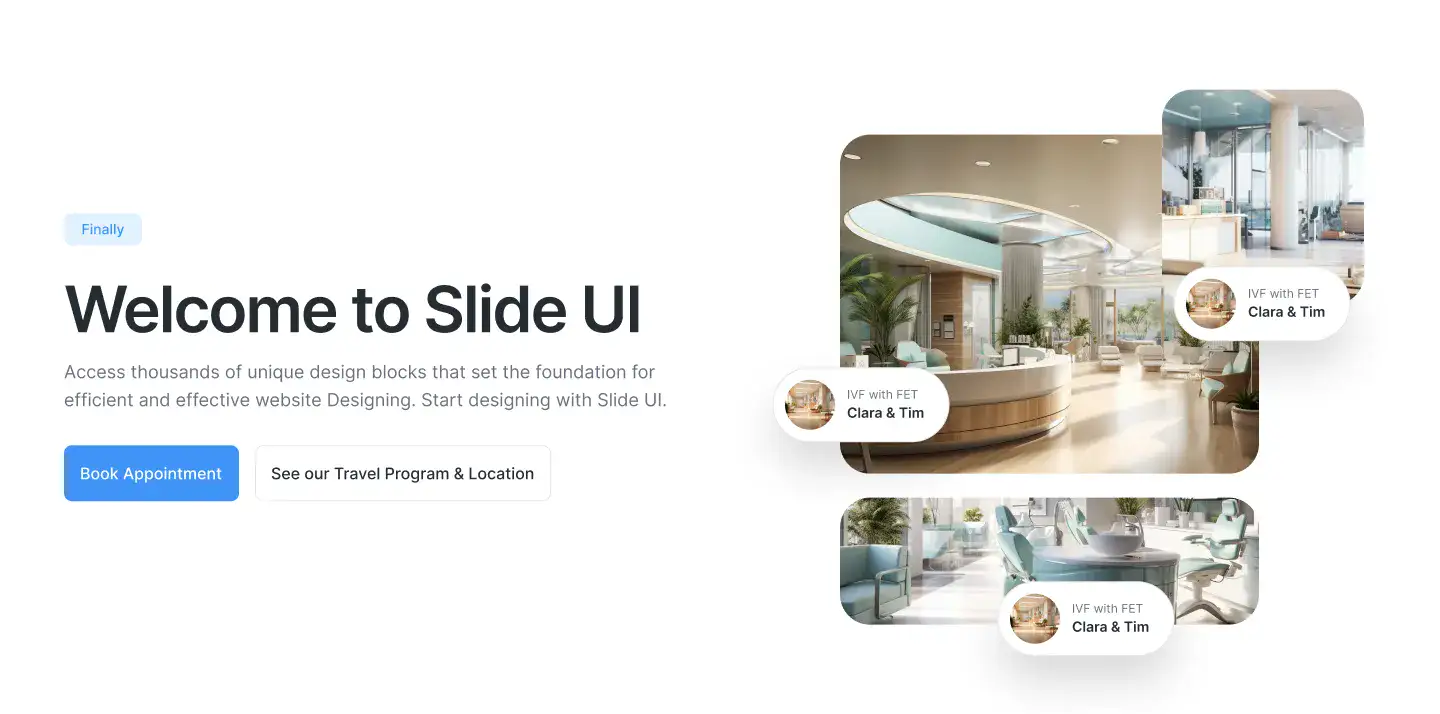 Finally
Welcome to Slide UI
Access thousands of unique design blocks that set the foundation for
efficient and effective website Designing. Start designing with Slide UI.
Book Appointment
See our Travel Program & Location
IVF with FET
Clara & Tim
IVF with FET
Clara & Tim
IVF with FET
Clara & Tim